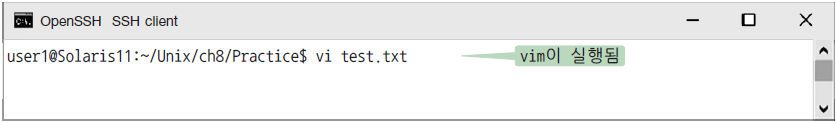 OpenSSH SSH client
user1@Solaris11:~/Unix/ch8/Practice$ vi test.txt vim이 실행됨